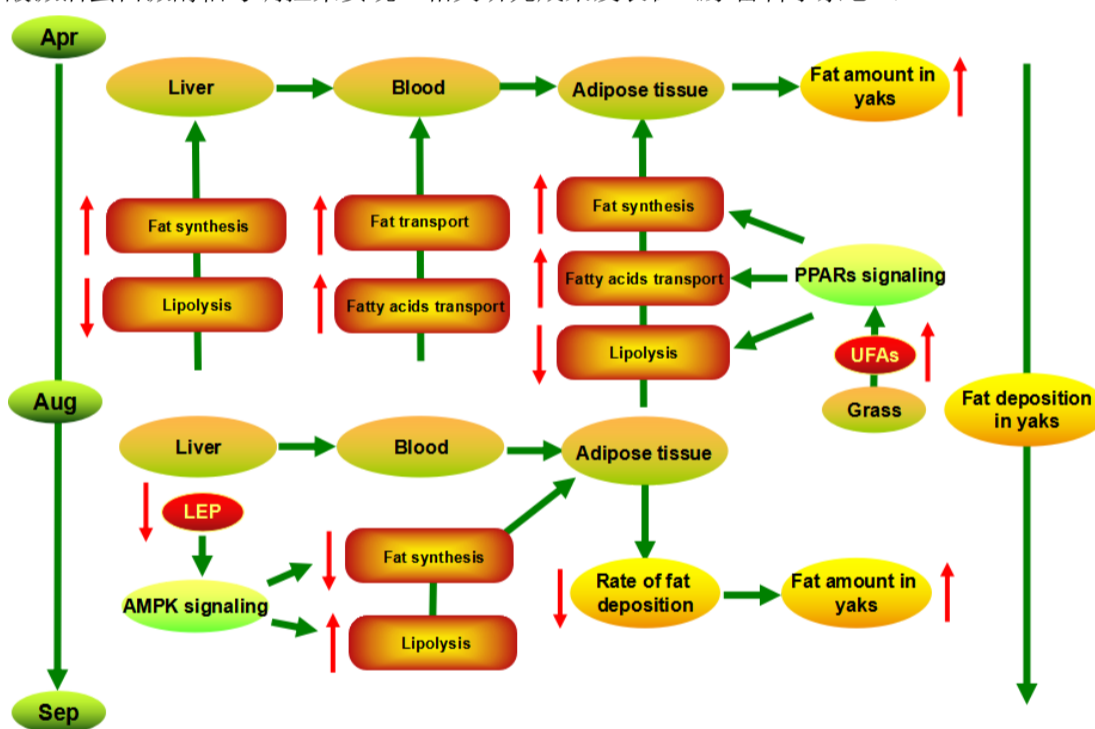 Apr
Liver
Blood
Adipose tissue
Fat amount in
yaks
Fat synthesis
Fat transport
Fat synthesis
Lipolysis
Fatty acids transport
Fatty acids transport
PPARs signaling
Lipolysis
UFAs
Grass
Aug
Fat deposition
in yaks
Liver
Blood
Adipose tissue
LEP
Fat synthesis
AMPK signaling
Lipolysis
Rate of fat
deposition
Fat amount in
yaks
Sep